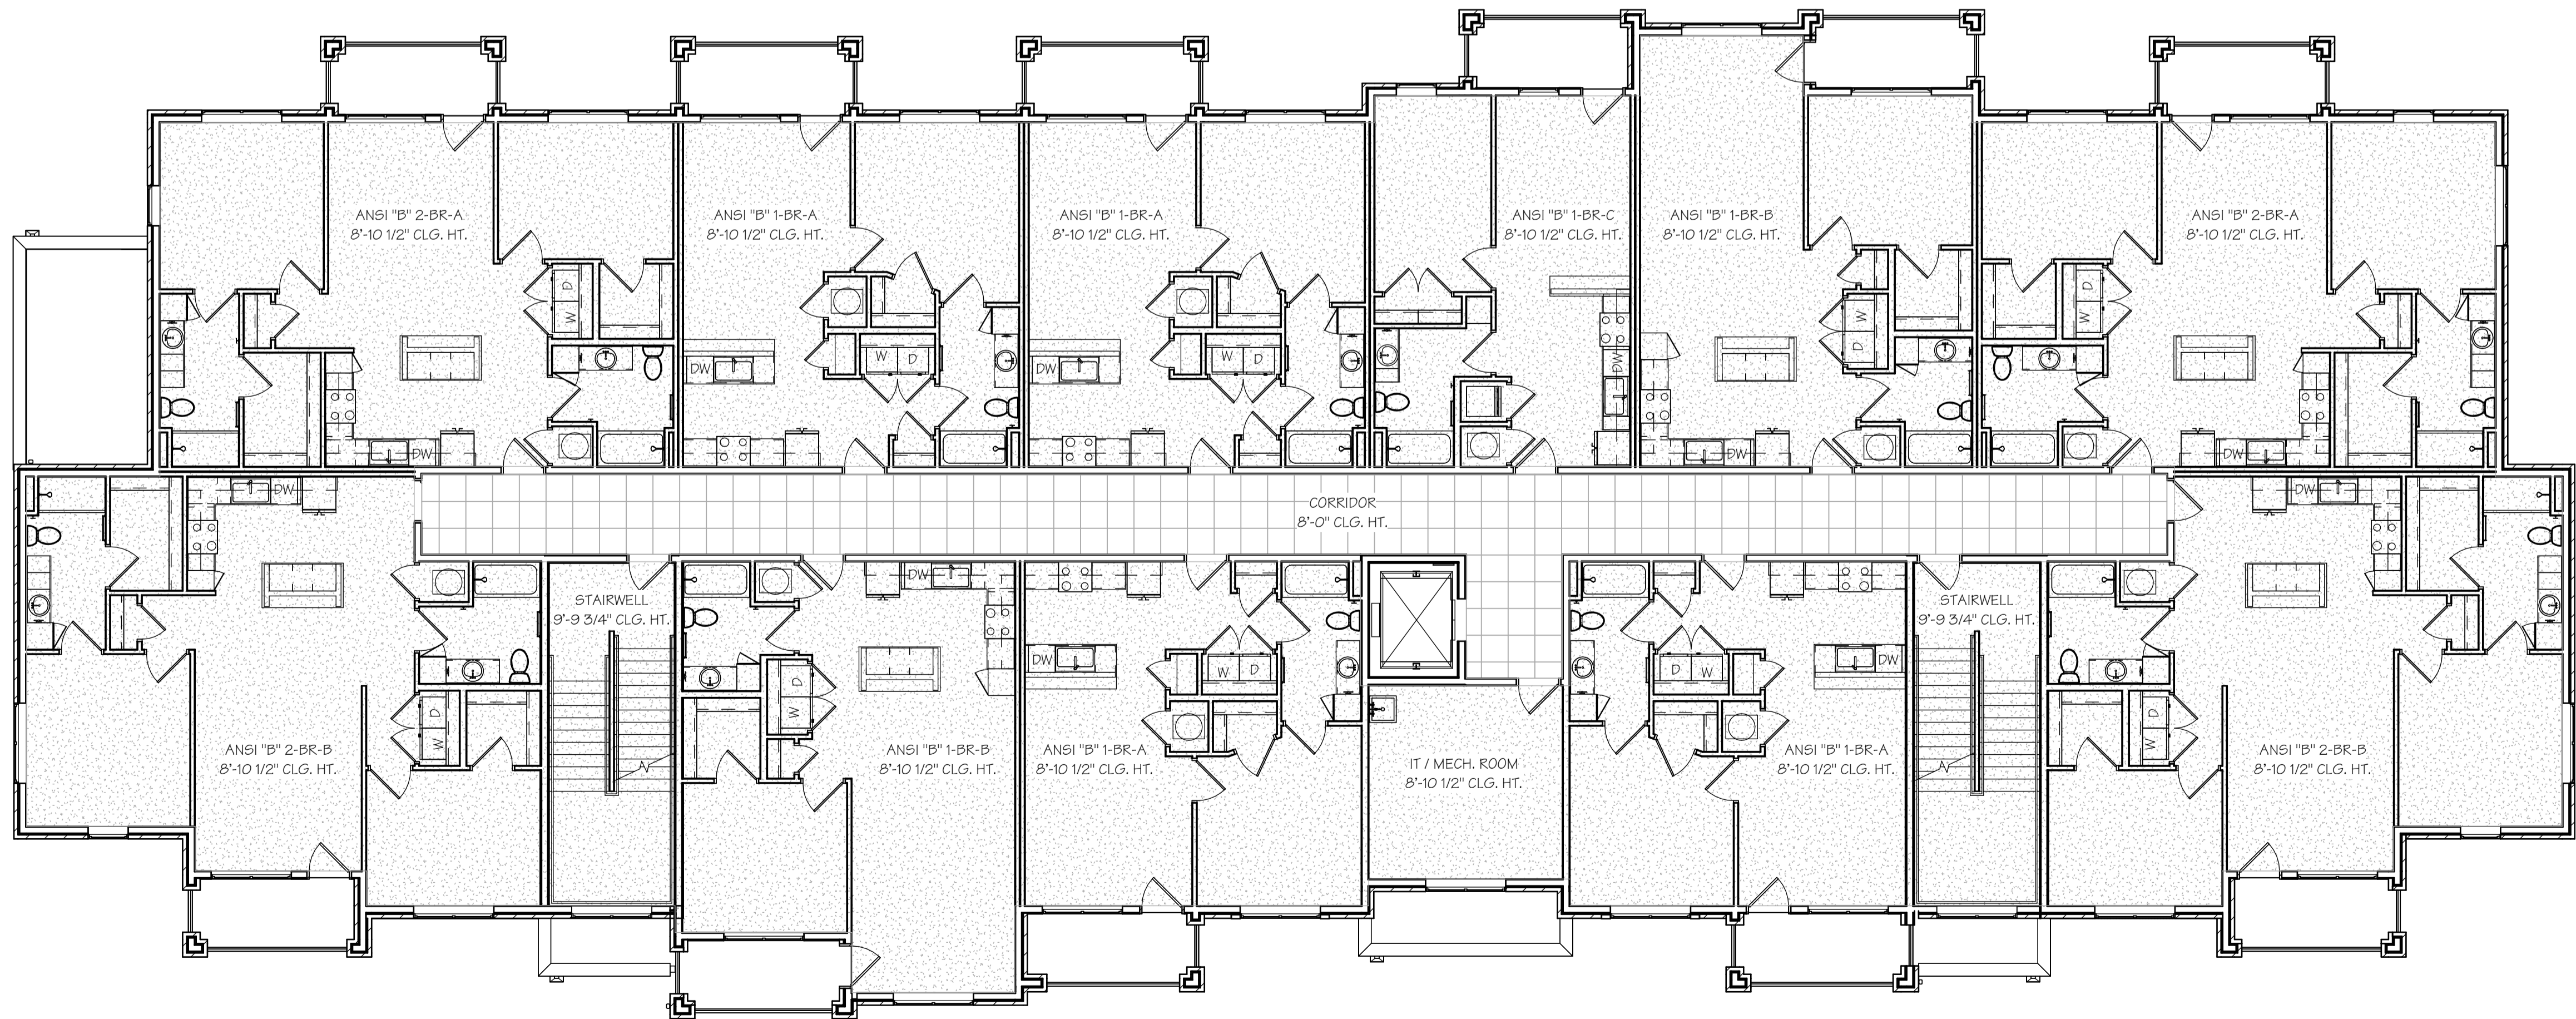 ANSI "B" 2-BR-A
8'-10 1/2" CLG. HT.
ANSI "B" 1-BR-A
8'-10 1/2" CLG. HT.
ANSI "B" 1-BR-A
8'-10 1/2" CLG. HT.
ANSI "B" 1-BR-C
8'-10 1/2" CLG. HT.
ANSI "B" 1-BR-B
8'-10 1/2" CLG. HT.
ANSI "B" 2-BR-A
8'-10 1/2" CLG. HT.
D
W
D
W
W
D
W D
W D
DW
DW
DW
DW
DW
DW
CORRIDOR
8'-0" CLG. HT.
DW
DW
DW
STAIRWELL
9'-9 3/4" CLG. HT.
STAIRWELL
9'-9 3/4" CLG. HT.
DW
W D
D W
DW
D
W
D
W
D
W
ANSI "B" 2-BR-B
8'-10 1/2" CLG. HT.
ANSI "B" 1-BR-B
8'-10 1/2" CLG. HT.
ANSI "B" 1-BR-A
8'-10 1/2" CLG. HT.
IT / MECH. ROOM
8'-10 1/2" CLG. HT.
ANSI "B" 1-BR-A
8'-10 1/2" CLG. HT.
ANSI "B" 2-BR-B
8'-10 1/2" CLG. HT.